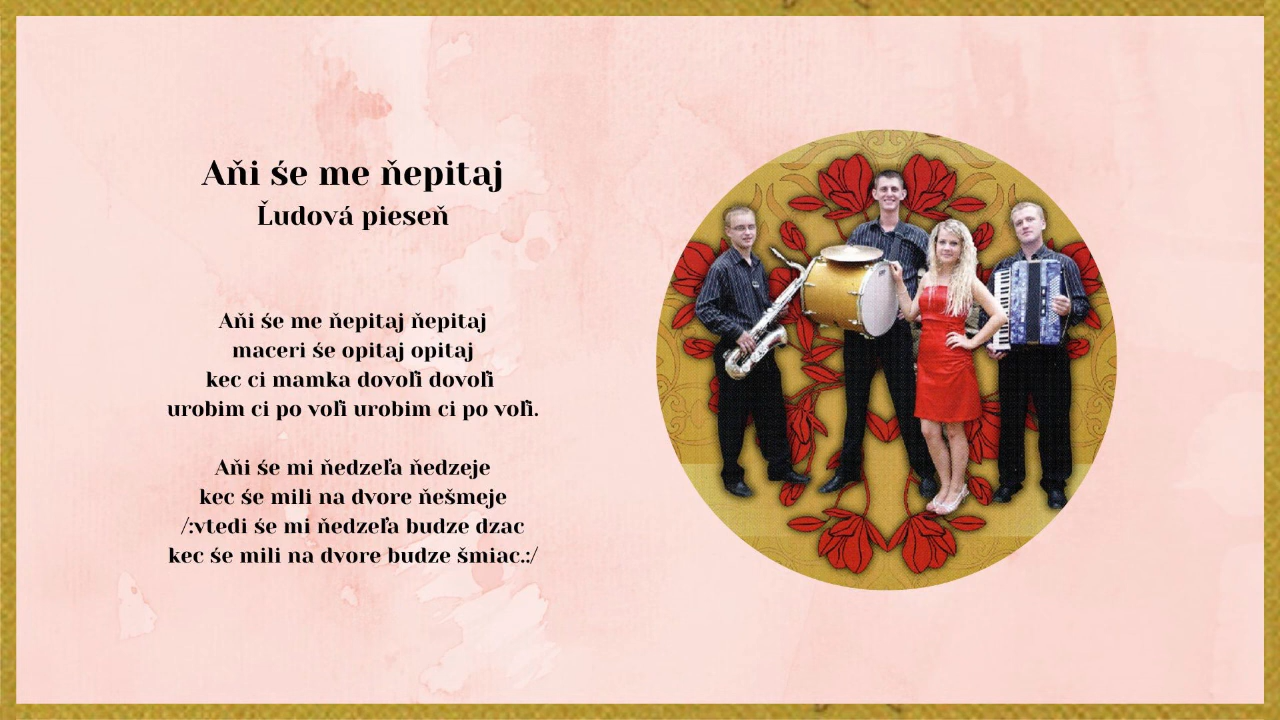 Aňi śe me ňepitaj
Ľudová pieseň
Aňi śe me ňepitaj ňepitaj
maceri śe opitaj opitaj
kec ci mamka dovoľi dovoľi
urobim ci po voľi urobim ci po voľi.
Aňi śe mi ňedzeľa ňedzeje
kec śe mili na dvore ňešmeje
/:vtedi śe mi ňedzeľa budze dzac
kec śe mili na dvore budze šmiac.:/